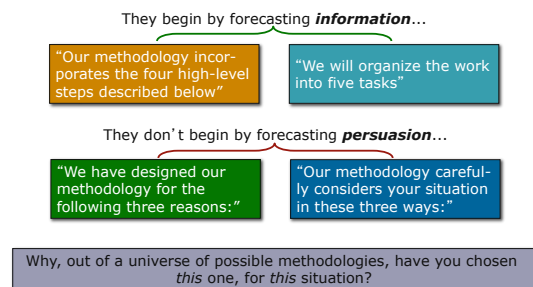 They begin by forecasting information…
“Our methodology incor-
porates the four high-level
steps described below”
“We will organize the work
into five tasks”
They don’t begin by forecasting persuasion…
“We have designed our
methodology for the
following three reasons:”
“Our methodology careful-
ly considers your situation
in these three ways:”
Why, out of a universe of possible methodologies, have you chosen
this one, for this situation?